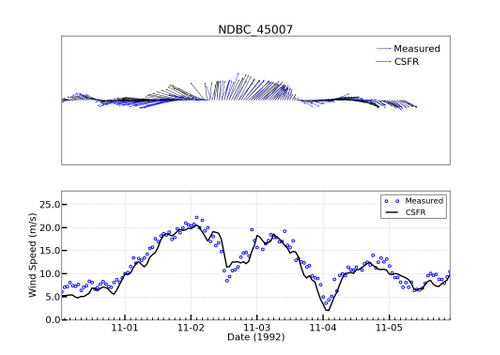 NDBC_45007
Measured
CSFR
25.0
20.0
15.0
10.0
5.0
0.0
Wind Speed (m/s)
Measured
CSFR
11-01 11-02 11-03 11-04 11-05
Date (1992)